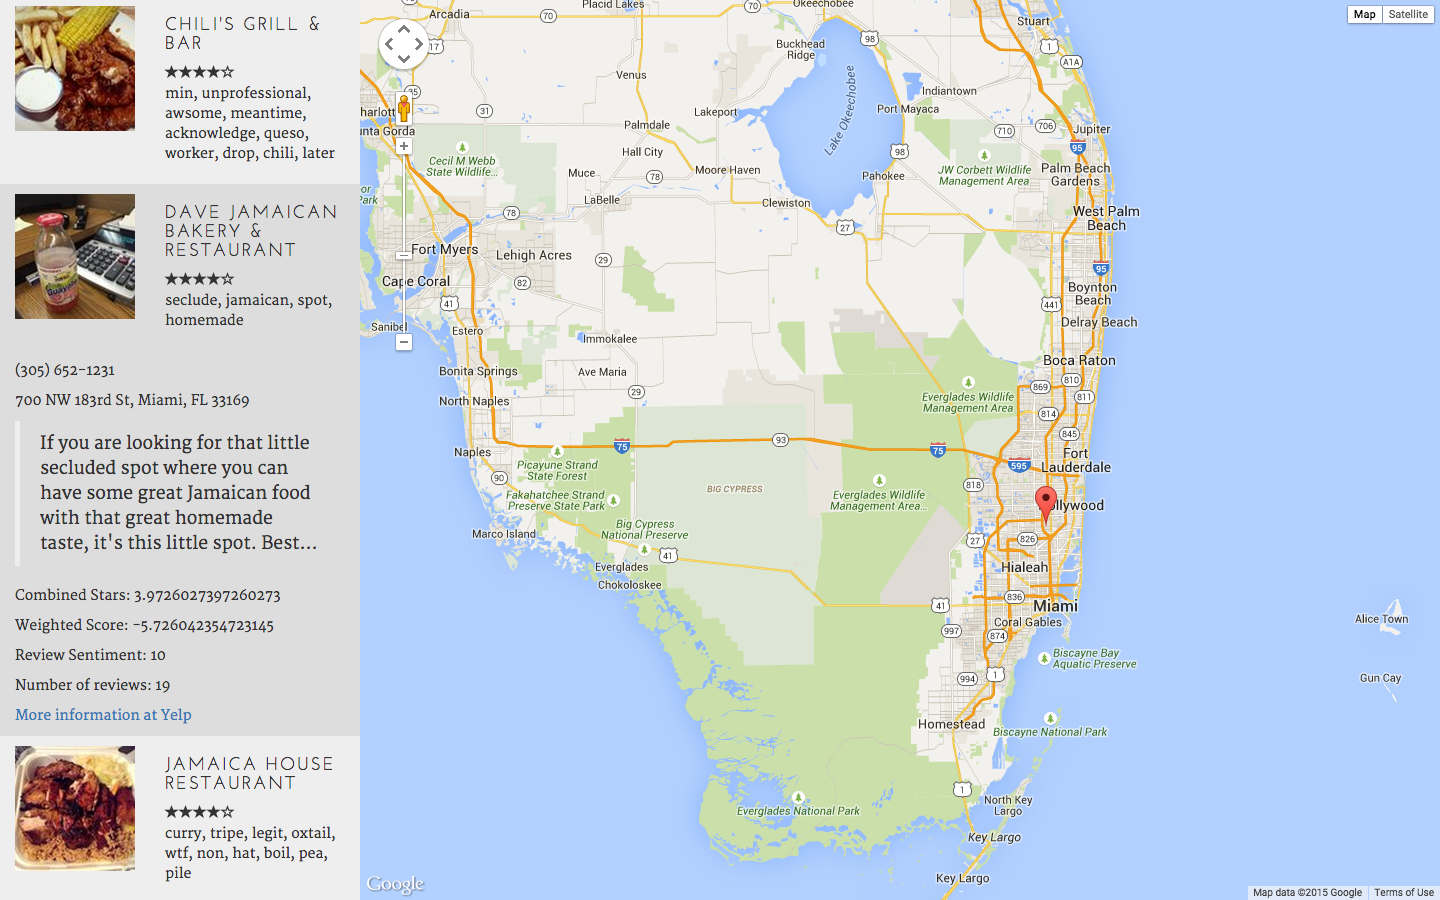 CHILI'S GRILL &
BAR
★★★★☆
min, unprofessional,
awsome, meantime,
acknowledge, queso,
worker, drop, chili, later
DAVE JAMAICAN
BAKERY &
RESTAURANT
★★★★☆
seclude, jamaican, spot,
homemade
(305) 652-1231
700 NW 183rd St, Miami, FL 33169
If you are looking for that little
secluded spot where you can
have some great Jamaican food
with that great homemade
taste, it's this little spot. Best...
Combined Stars: 3.9726027397260273
Weighted Score: -5.726042354723145
Review Sentiment: 10
Number of reviews: 19
More information at Yelp
JAMAICA HOUSE
RESTAURANT
★★★★☆
curry, tripe, legit, oxtail,
wtf, non, hat, boil, pea,
pile
Map
Satellite
Arcadia
70
Placid Lakes
70
Okeechobee
Stuart
17
Buckhead
Ridge
98
1
A1A
Venus
Indiantown
31
Lakeport
Port Mayaca
Lake Okeechobee
Palmdale
710
706
Jupiter
unta Gorda
Hall City
98
95
Cecil M Webb
State Wildlife...
Muce
78
Moore Haven
Pahokee
JW Corbett Wildlife
Management Area
Palm Beach
Gardens
Park
LaBelle
Clewiston
78
27
West Palm
Beach
Fort Myers
Lehigh Acres
29
95
Cape Coral
82
Boynton
Beach
41
441
Sanibel
Estero
Immokalee
Delray Beach
Bonita Springs
Ave Maria
Boca Raton
29
869
810
811
North Naples
Everglades Wildlife
Management Area
814
845
Naples
75
93
75
595
Fort
Lauderdale
Picayune Strand
State Forest
90
BIG CYPRESS
818
Fakahatchee Strand
Preserve State Park
Everglades Wildlife
Management Area...
ollywood
Marco Island
Big Cypress
National Preserve
27
826
41
Everglades
Hialeah
Chokoloskee
836
41
Miami
997
Coral Gables
874
Alice Town
Biscayne Bay
Aquatic Preserve
994
1
Gun Cay
Homestead
Biscayne National Park
1
North Key
Largo
Everglades National Park
Key Largo
Key Largo
Google
Map data ©2015 Google
Terms of Use